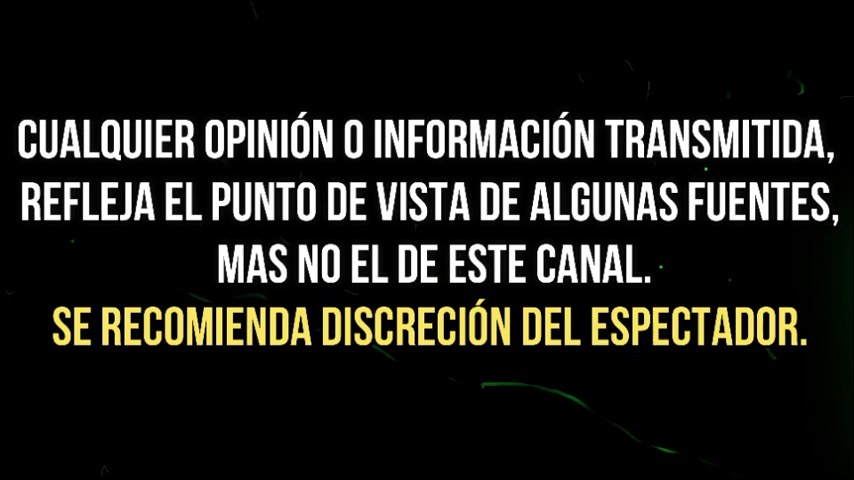 CUALQUIER OPINIÓN O INFORMACIÓN TRANSMITIDA,
REFLEJA EL PUNTO DE VISTA DE ALGUNAS FUENTES,
MAS NO EL DE ESTE CANAL.
SE RECOMIENDA DISCRECIÓN DEL ESPECTADOR.